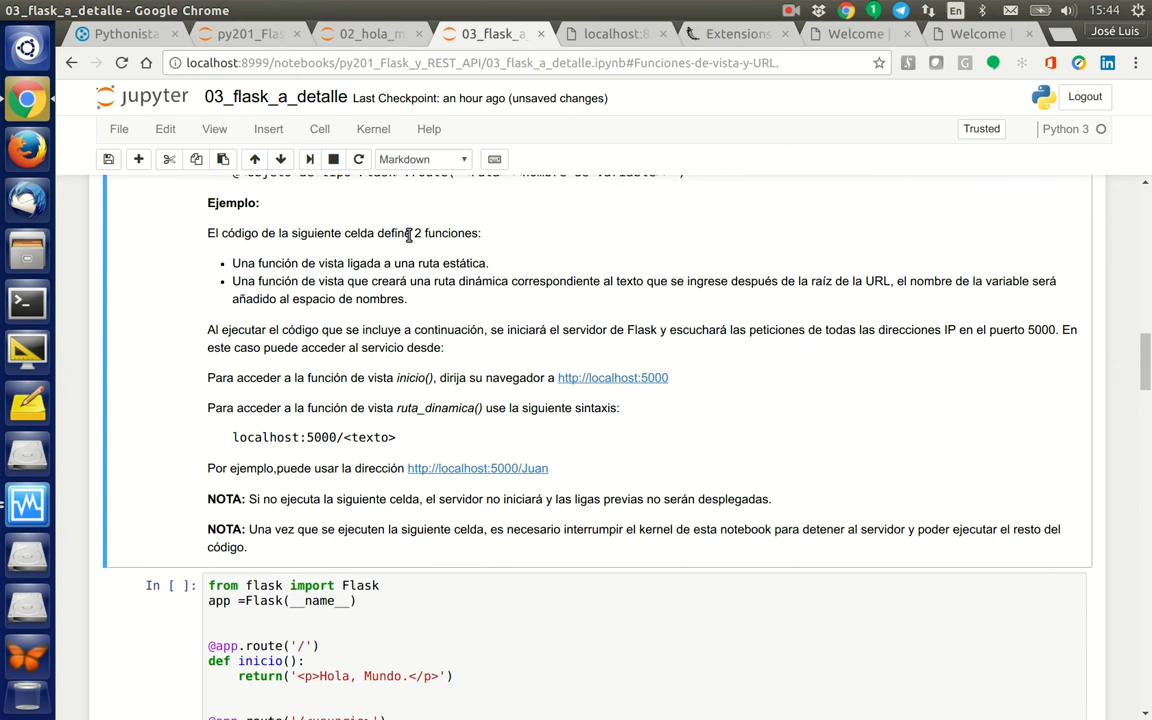 03_flask_a_detalle - Google Chrome
En
15:44
Pythonista
py201_Flas
02_hola_m
03_flask_a_
localhost:8
Extensions
Welcome
Welcome
José Luis
localhost:8999/notebooks/py201_Flask_y_REST_API/03_flask_a_detalle.ipynb#Funciones-de-vista-y-URL.
jupyter 03_flask_a_detalle Last Checkpoint: an hour ago (unsaved changes)
Logout
File Edit View Insert Cell Kernel Help
Trusted
Python 3
Markdown
Ejemplo:
El código de la siguiente celda define 2 funciones:
• Una función de vista ligada a una ruta estática.
• Una función de vista que creará una ruta dinámica correspondiente al texto que se ingrese después de la raíz de la URL, el nombre de la variable será
añadido al espacio de nombres.
Al ejecutar el código que se incluye a continuación, se iniciará el servidor de Flask y escuchará las peticiones de todas las direcciones IP en el puerto 5000. En
este caso puede acceder al servicio desde:
Para acceder a la función de vista inicio(), dirija su navegador a http://localhost:5000
Para acceder a la función de vista ruta_dinamica() use la siguiente sintaxis:
localhost:5000/<texto>
Por ejemplo,puede usar la dirección http://localhost:5000/Juan
NOTA: Si no ejecuta la siguiente celda, el servidor no iniciará y las ligas previas no serán desplegadas.
NOTA: Una vez que se ejecuten la siguiente celda, es necesario interrumpir el kernel de esta notebook para detener al servidor y poder ejecutar el resto del
código.
In [ ]:
from flask import Flask
app =Flask(__name__)
@app.route('/')
def inicio():
return('<p>Hola, Mundo.</p>')